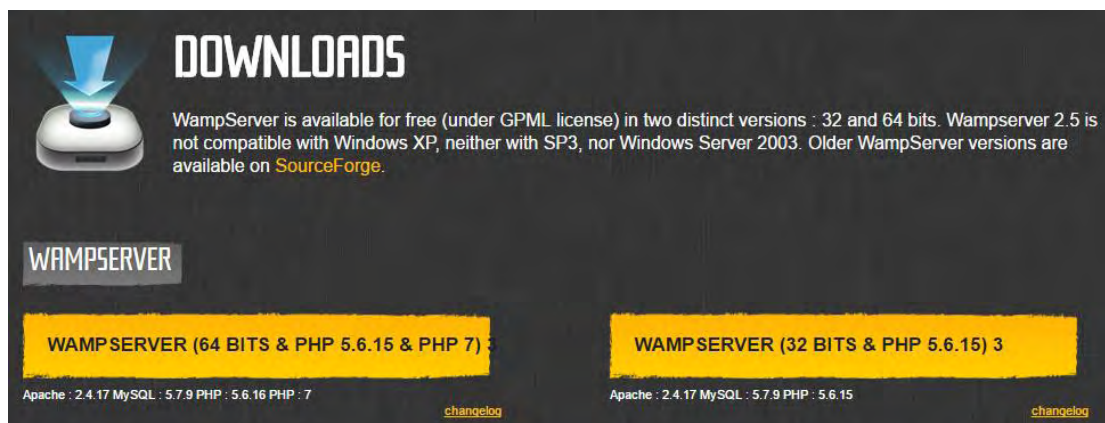 DOWNLOADS
WampServer is available for free (under GPML license) in two distinct versions : 32 and 64 bits. Wampserver 2.5 is
not compatible with Windows XP, neither with SP3, nor Windows Server 2003. Older WampServer versions are
available on SourceForge.
WAMPSERVER
WAMPSERVER (64 BITS & PHP 5.6.15 & PHP 7) 3
Apache : 2.4.17 MySQL : 5.7.9 PHP : 5.6.16 PHP : 7
changelog
WAMPSERVER (32 BITS & PHP 5.6.15) 3
Apache : 2.4.17 MySQL : 5.7.9 PHP : 5.6.15
changelog